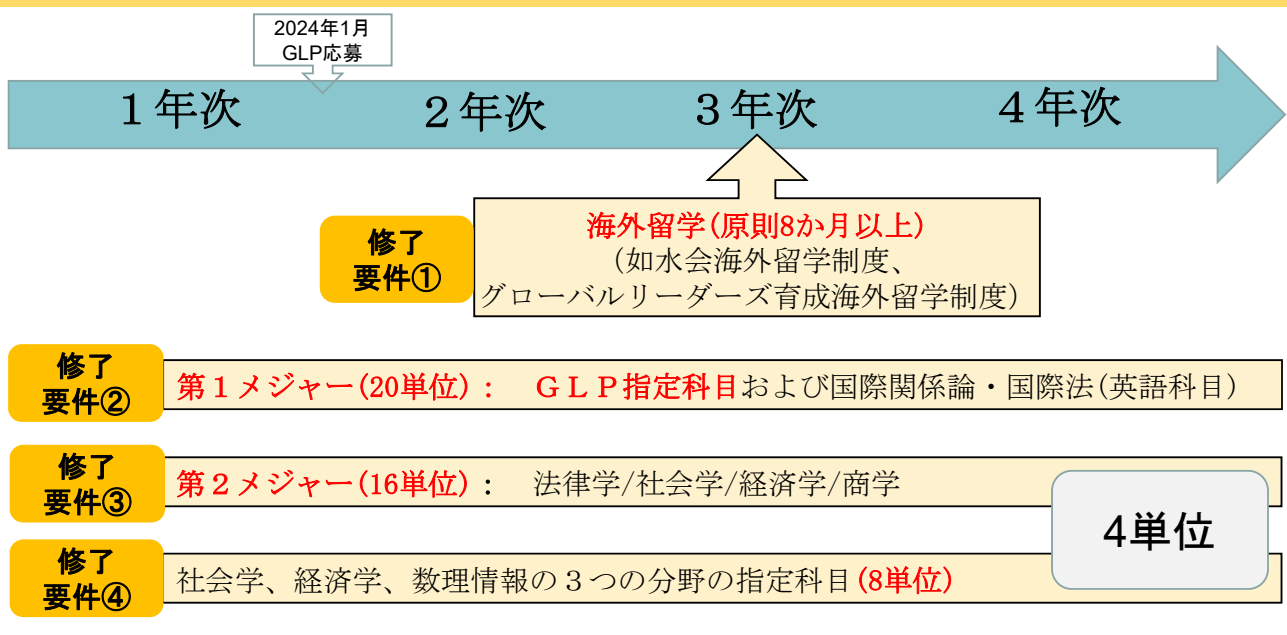 2024年1月
GLP応募
１年次　２年次　３年次　４年次
修了
要件①
海外留学(原則8か月以上)
(如水会海外留学制度、
グローバルリーダーズ育成海外留学制度)
修了
要件②
第１メジャー(20単位)：　ＧＬＰ指定科目および国際関係論・国際法(英語科目)
修了
要件③
第２メジャー(16単位)：　法律学/社会学/経済学/商学
4単位
修了
要件④
社会学、経済学、数理情報の３つの分野の指定科目(8単位)